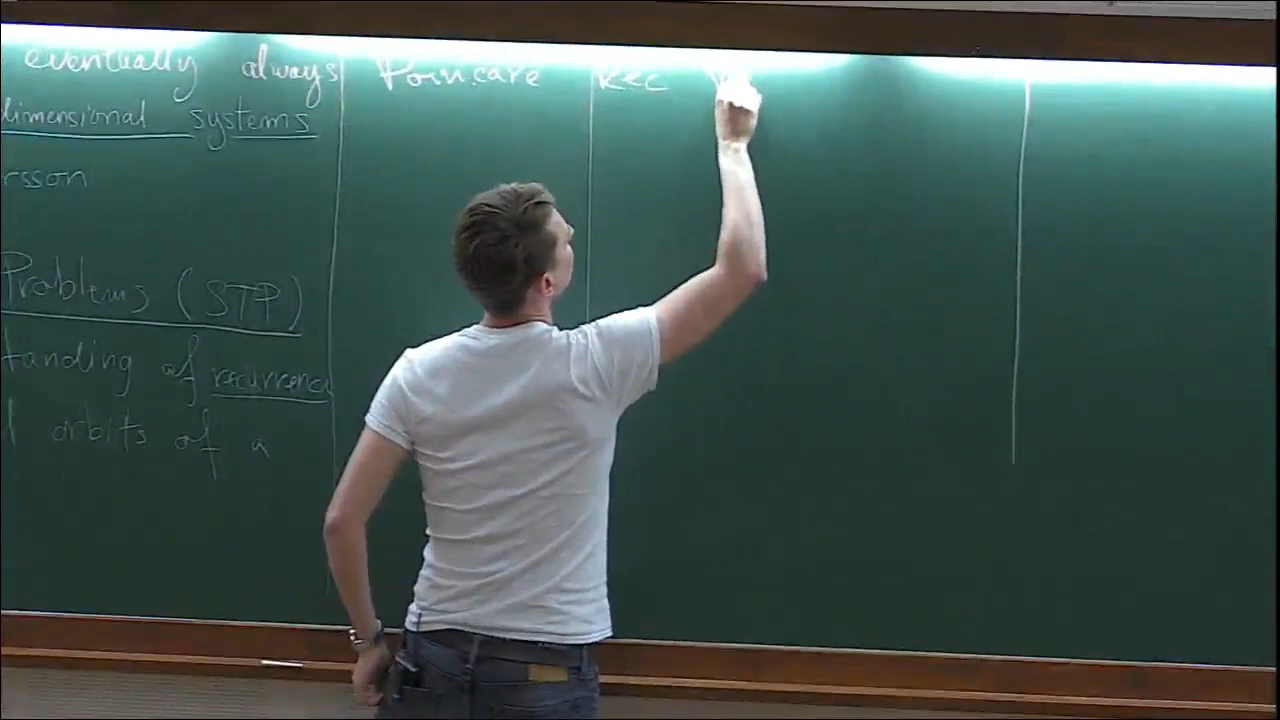 eventually always
dimensional systems
rsson
Problems (STP)
tanding of recurrence
l orbits of a
Poincare Rec